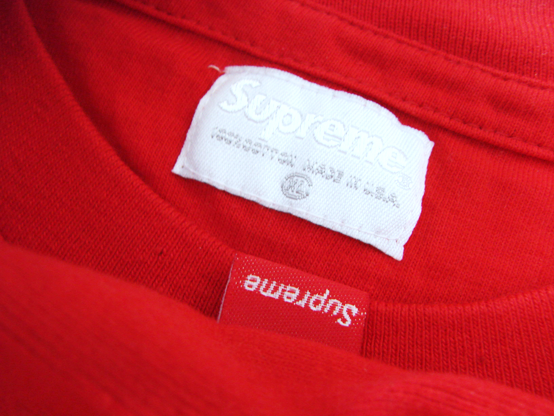 Supreme
100% COTTON MADE IN U.S.A.
XL
Supreme